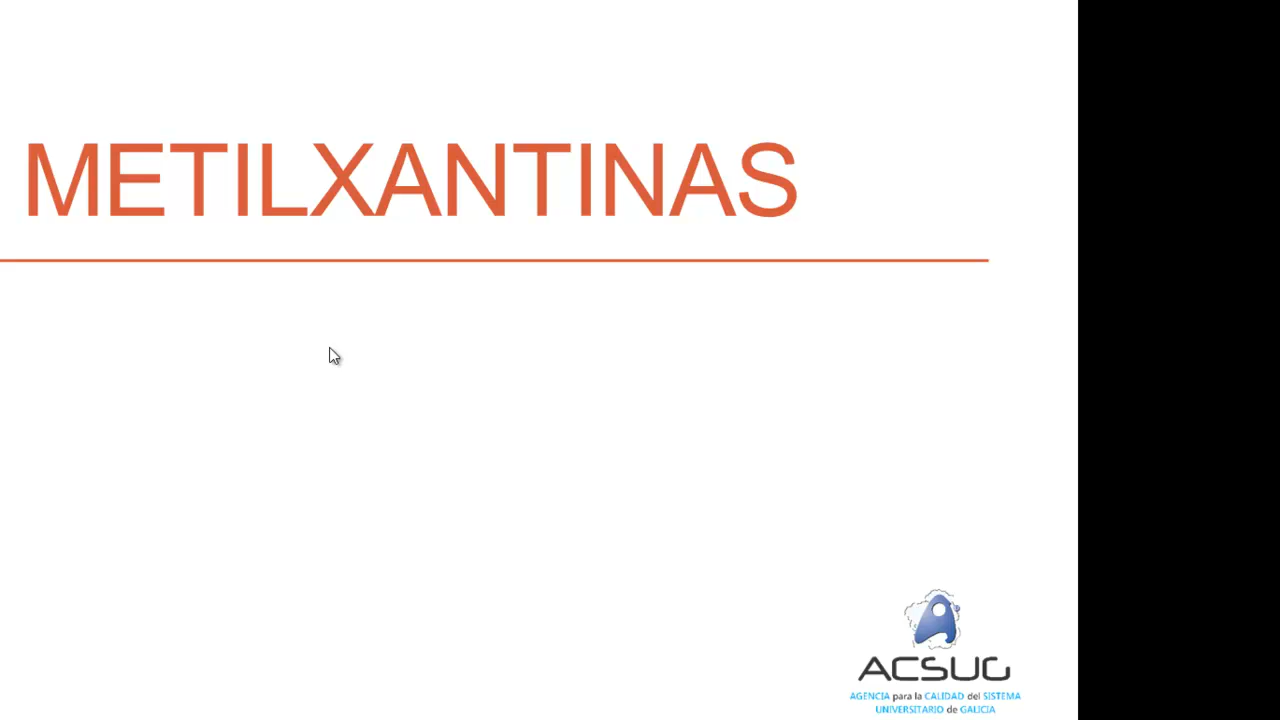 METILXANTINAS
ACSUG
AGENCIA para la CALIDAD del SISTEMA
UNIVERSITARIO de GALICIA